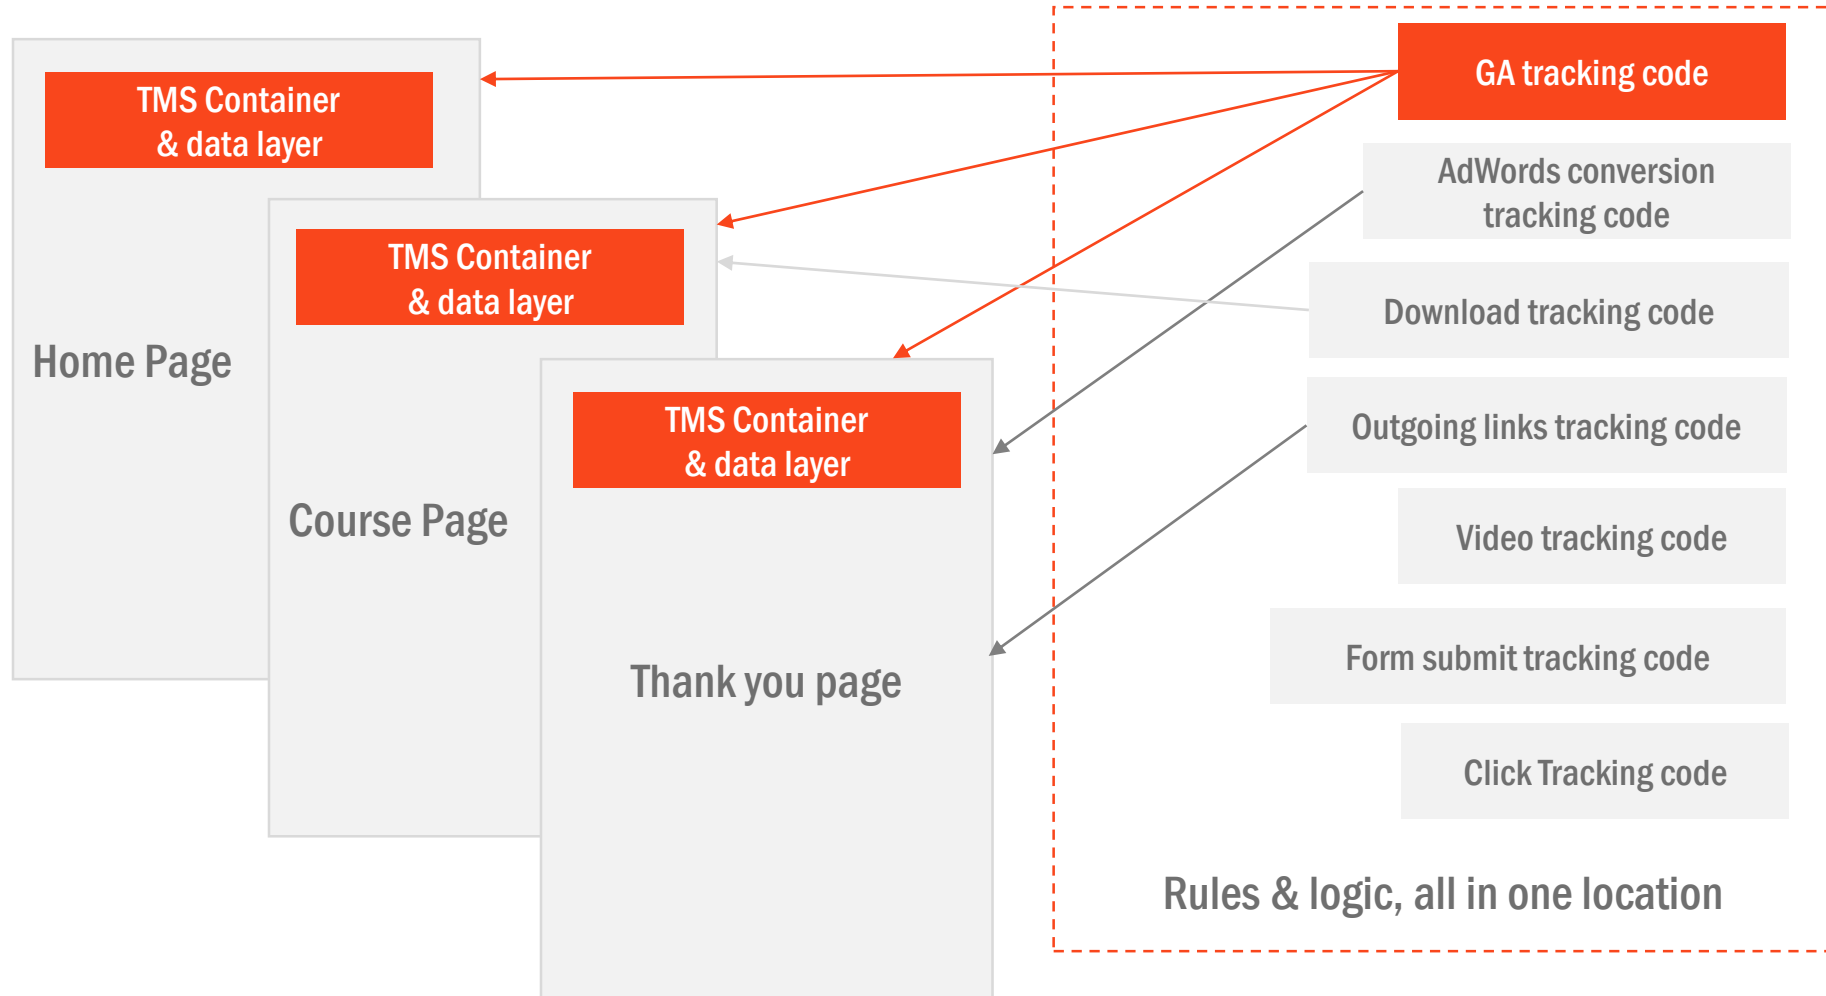 TMS Container
& data layer
Home Page
TMS Container
& data layer
Course Page
TMS Container
& data layer
Thank you page
GA tracking code
AdWords conversion
tracking code
Download tracking code
Outgoing links tracking code
Video tracking code
Form submit tracking code
Click Tracking code
Rules & logic, all in one location